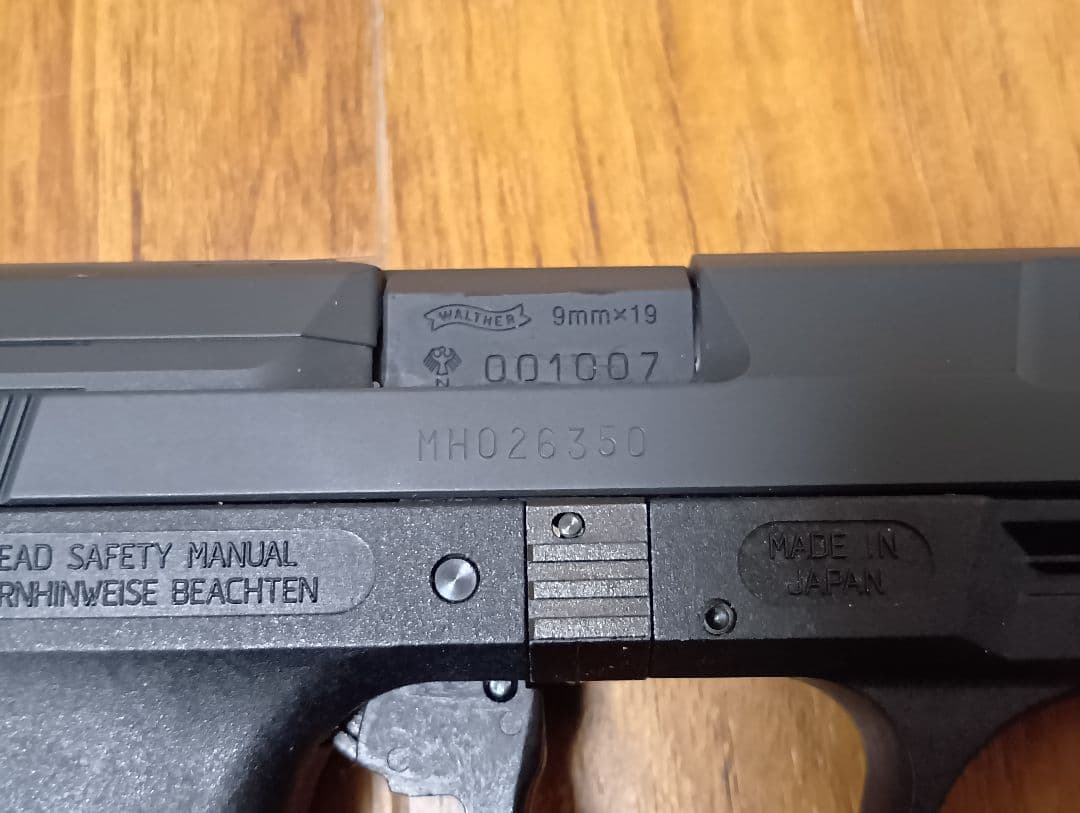 WALTHER 9mm×19
N 001007
MH026350
EAD SAFETY MANUAL
RNHINWEISE BEACHTEN
MADE IN
JAPAN